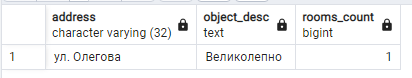 address object_desc rooms_count
character varying (32) text bigint
1 ул. Олегова Великолепно 1